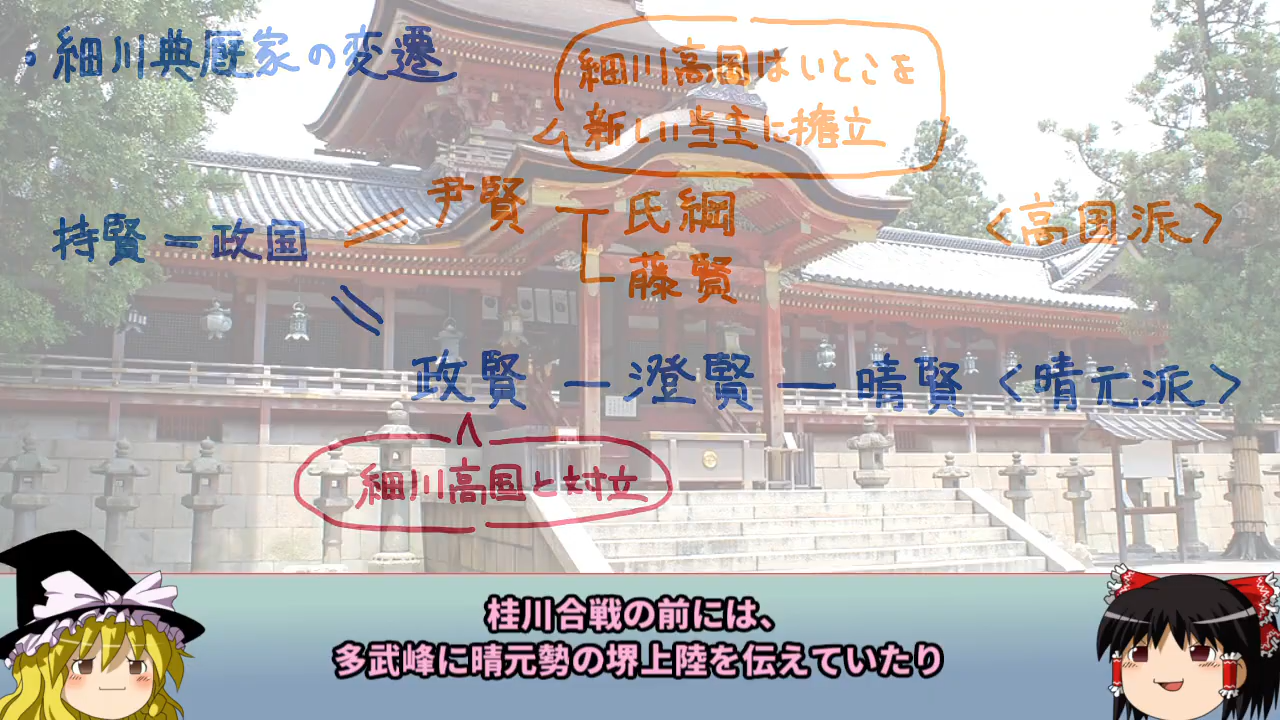 ・細川典厩家の変遷
細川高国はいとこを
新しい当主に擁立
尹賢
氏綱
〈高国派〉
持賢＝政国
藤賢
政賢ー澄賢ー晴賢〈晴元派〉
細川高国と対立
桂川合戦の前には、
多武峰に晴元勢の堺上陸を伝えていたり